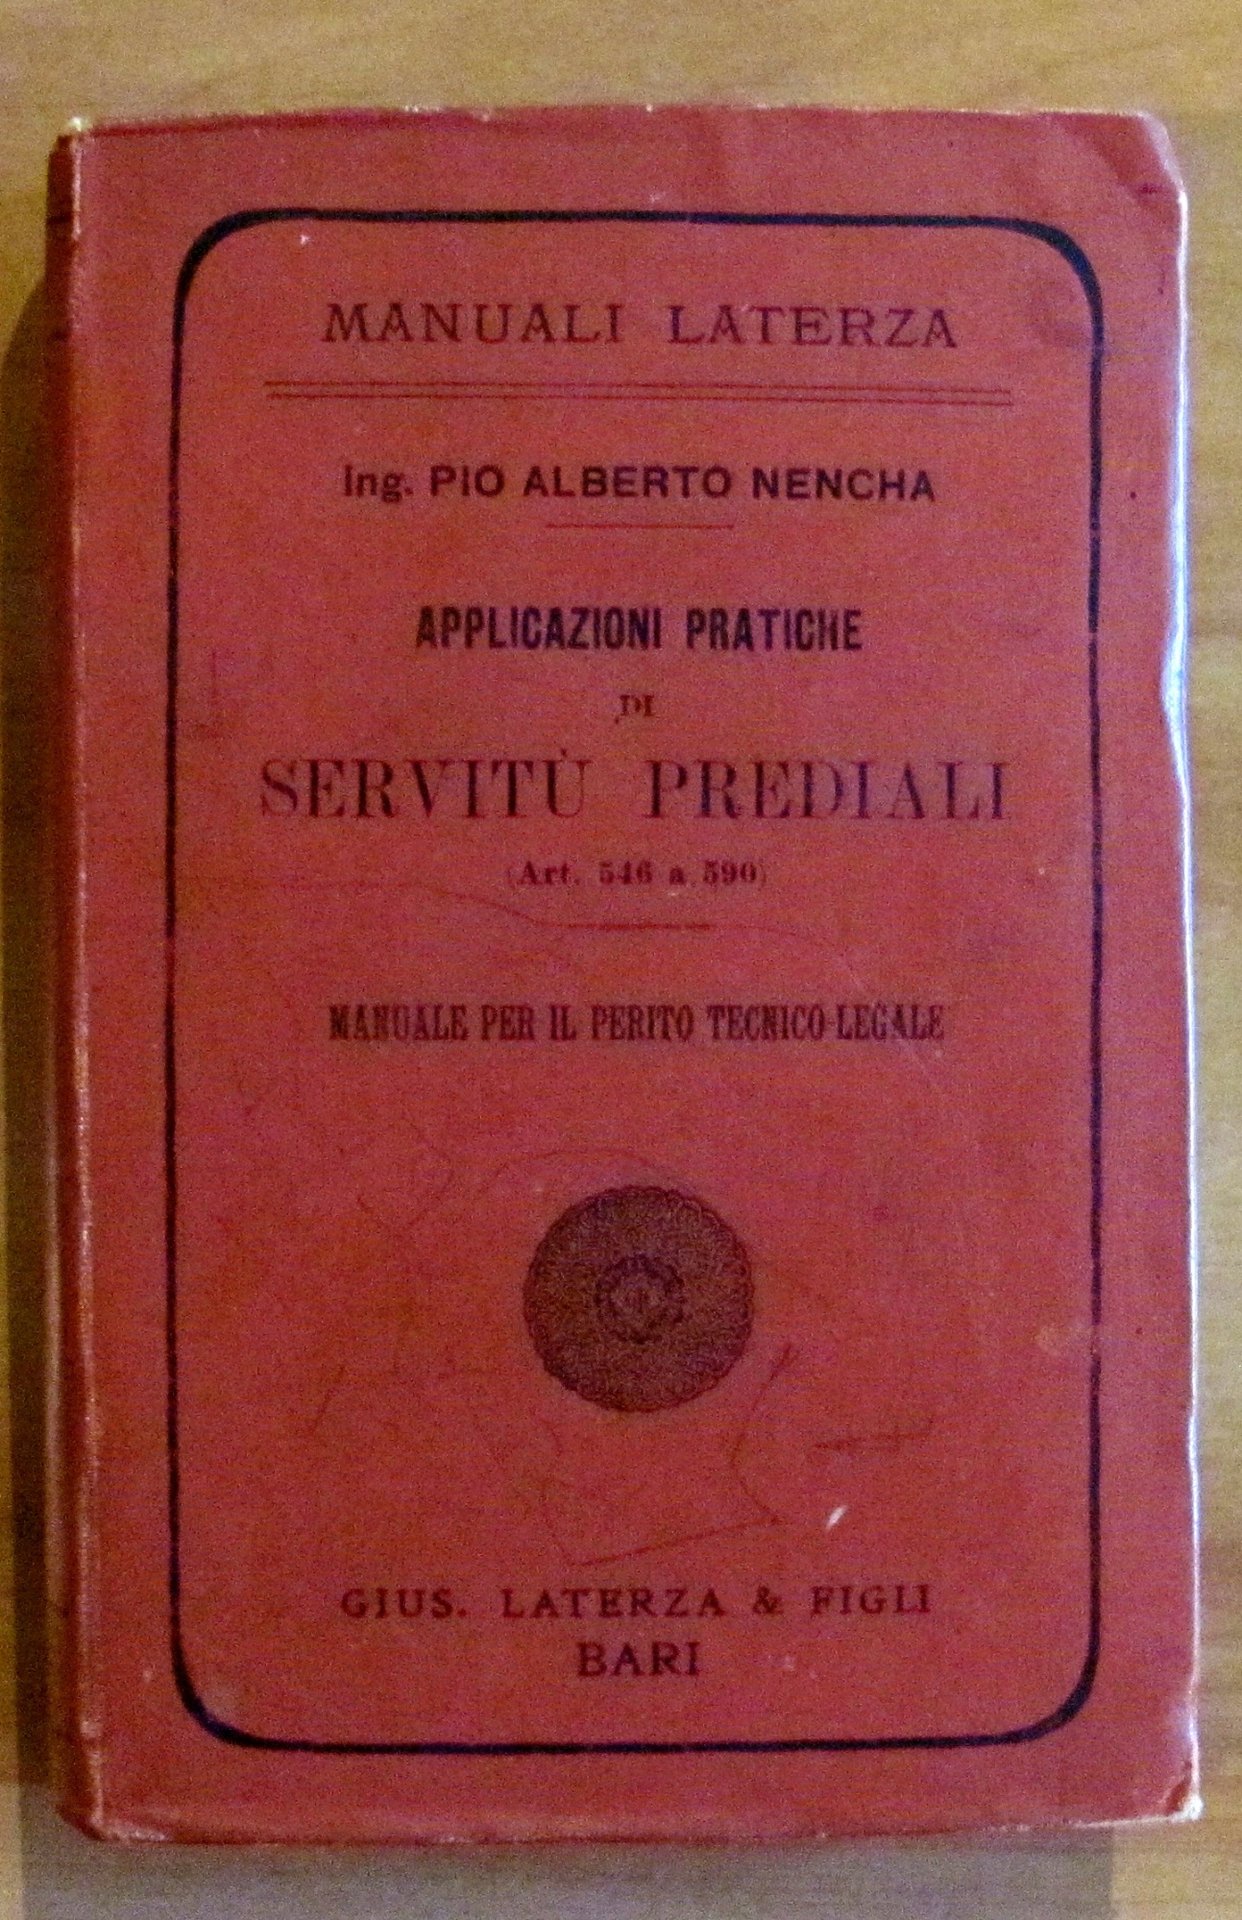 MANUALI LATERZA
Ing. PIO ALBERTO NENCHA
APPLICAZIONI PRATICHE
DI
SERVITÙ PREDIALI
(Art. 546 a 590)
MANUALE PER IL PERITO TECNICO-LEGALE
GIUS. LATERZA & FIGLI
BARI